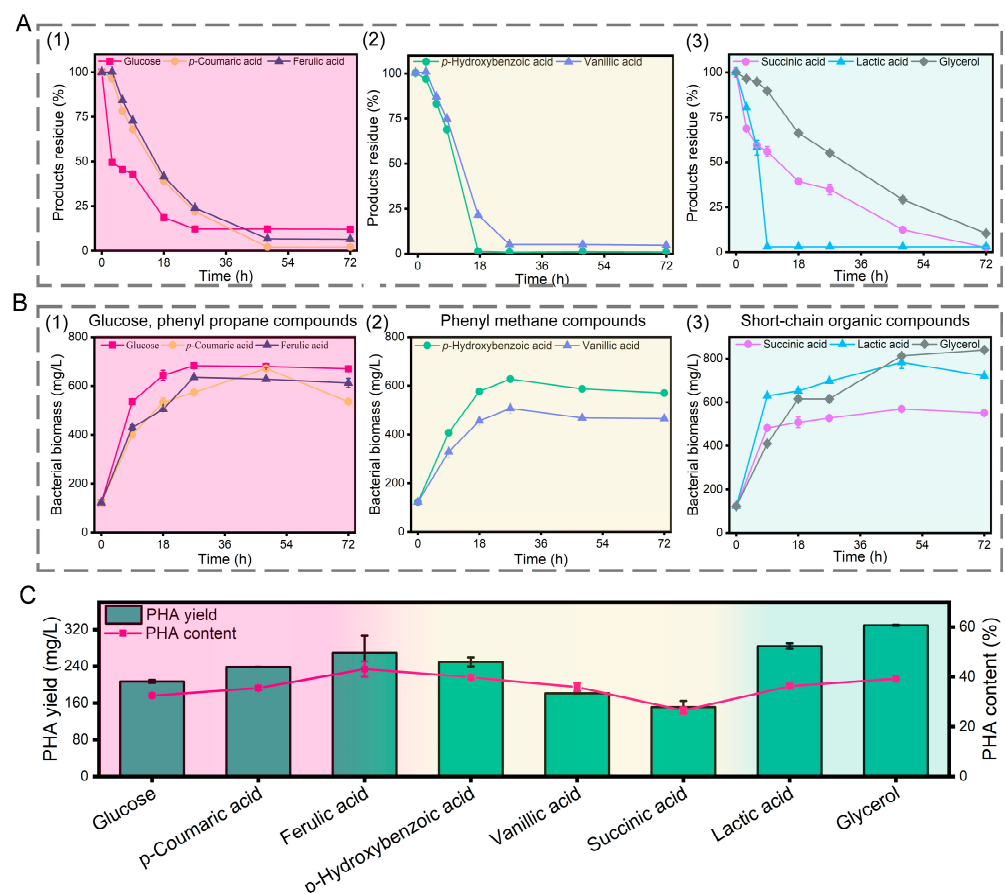 A
(1)
Glucose p-Coumaric acid Ferulic acid
Products residue (%)
100
75
50
25
0
0 18 36 54 72
Time (h)
(2)
p-Hydroxybenzoic acid Vanillic acid
Products residue (%)
100
75
50
25
0
0 18 36 54 72
Time (h)
(3)
Succinic acid Lactic acid Glycerol
Products residue (%)
100
75
50
25
0
0 18 36 54 72
Time (h)
B
(1) Glucose, phenyl propane compounds
Glucose p-Coumaric acid Ferulic acid
Bacterial biomass (mg/L)
800
600
400
200
0
0 18 36 54 72
Time (h)
(2) Phenyl methane compounds
p-Hydroxybenzoic acid Vanillic acid
Bacterial biomass (mg/L)
800
600
400
200
0
0 18 36 54 72
Time (h)
(3) Short-chain organic compounds
Succinic acid Lactic acid Glycerol
Bacterial biomass (mg/L)
800
600
400
200
0
0 18 36 54 72
Time (h)
C
PHA yield
PHA content
PHA yield (mg/L)
320
240
160
80
0
PHA content (%)
60
40
20
0
Glucose
p-Coumaric acid
Ferulic acid
p-Hydroxybenzoic acid
Vanillic acid
Succinic acid
Lactic acid
Glycerol